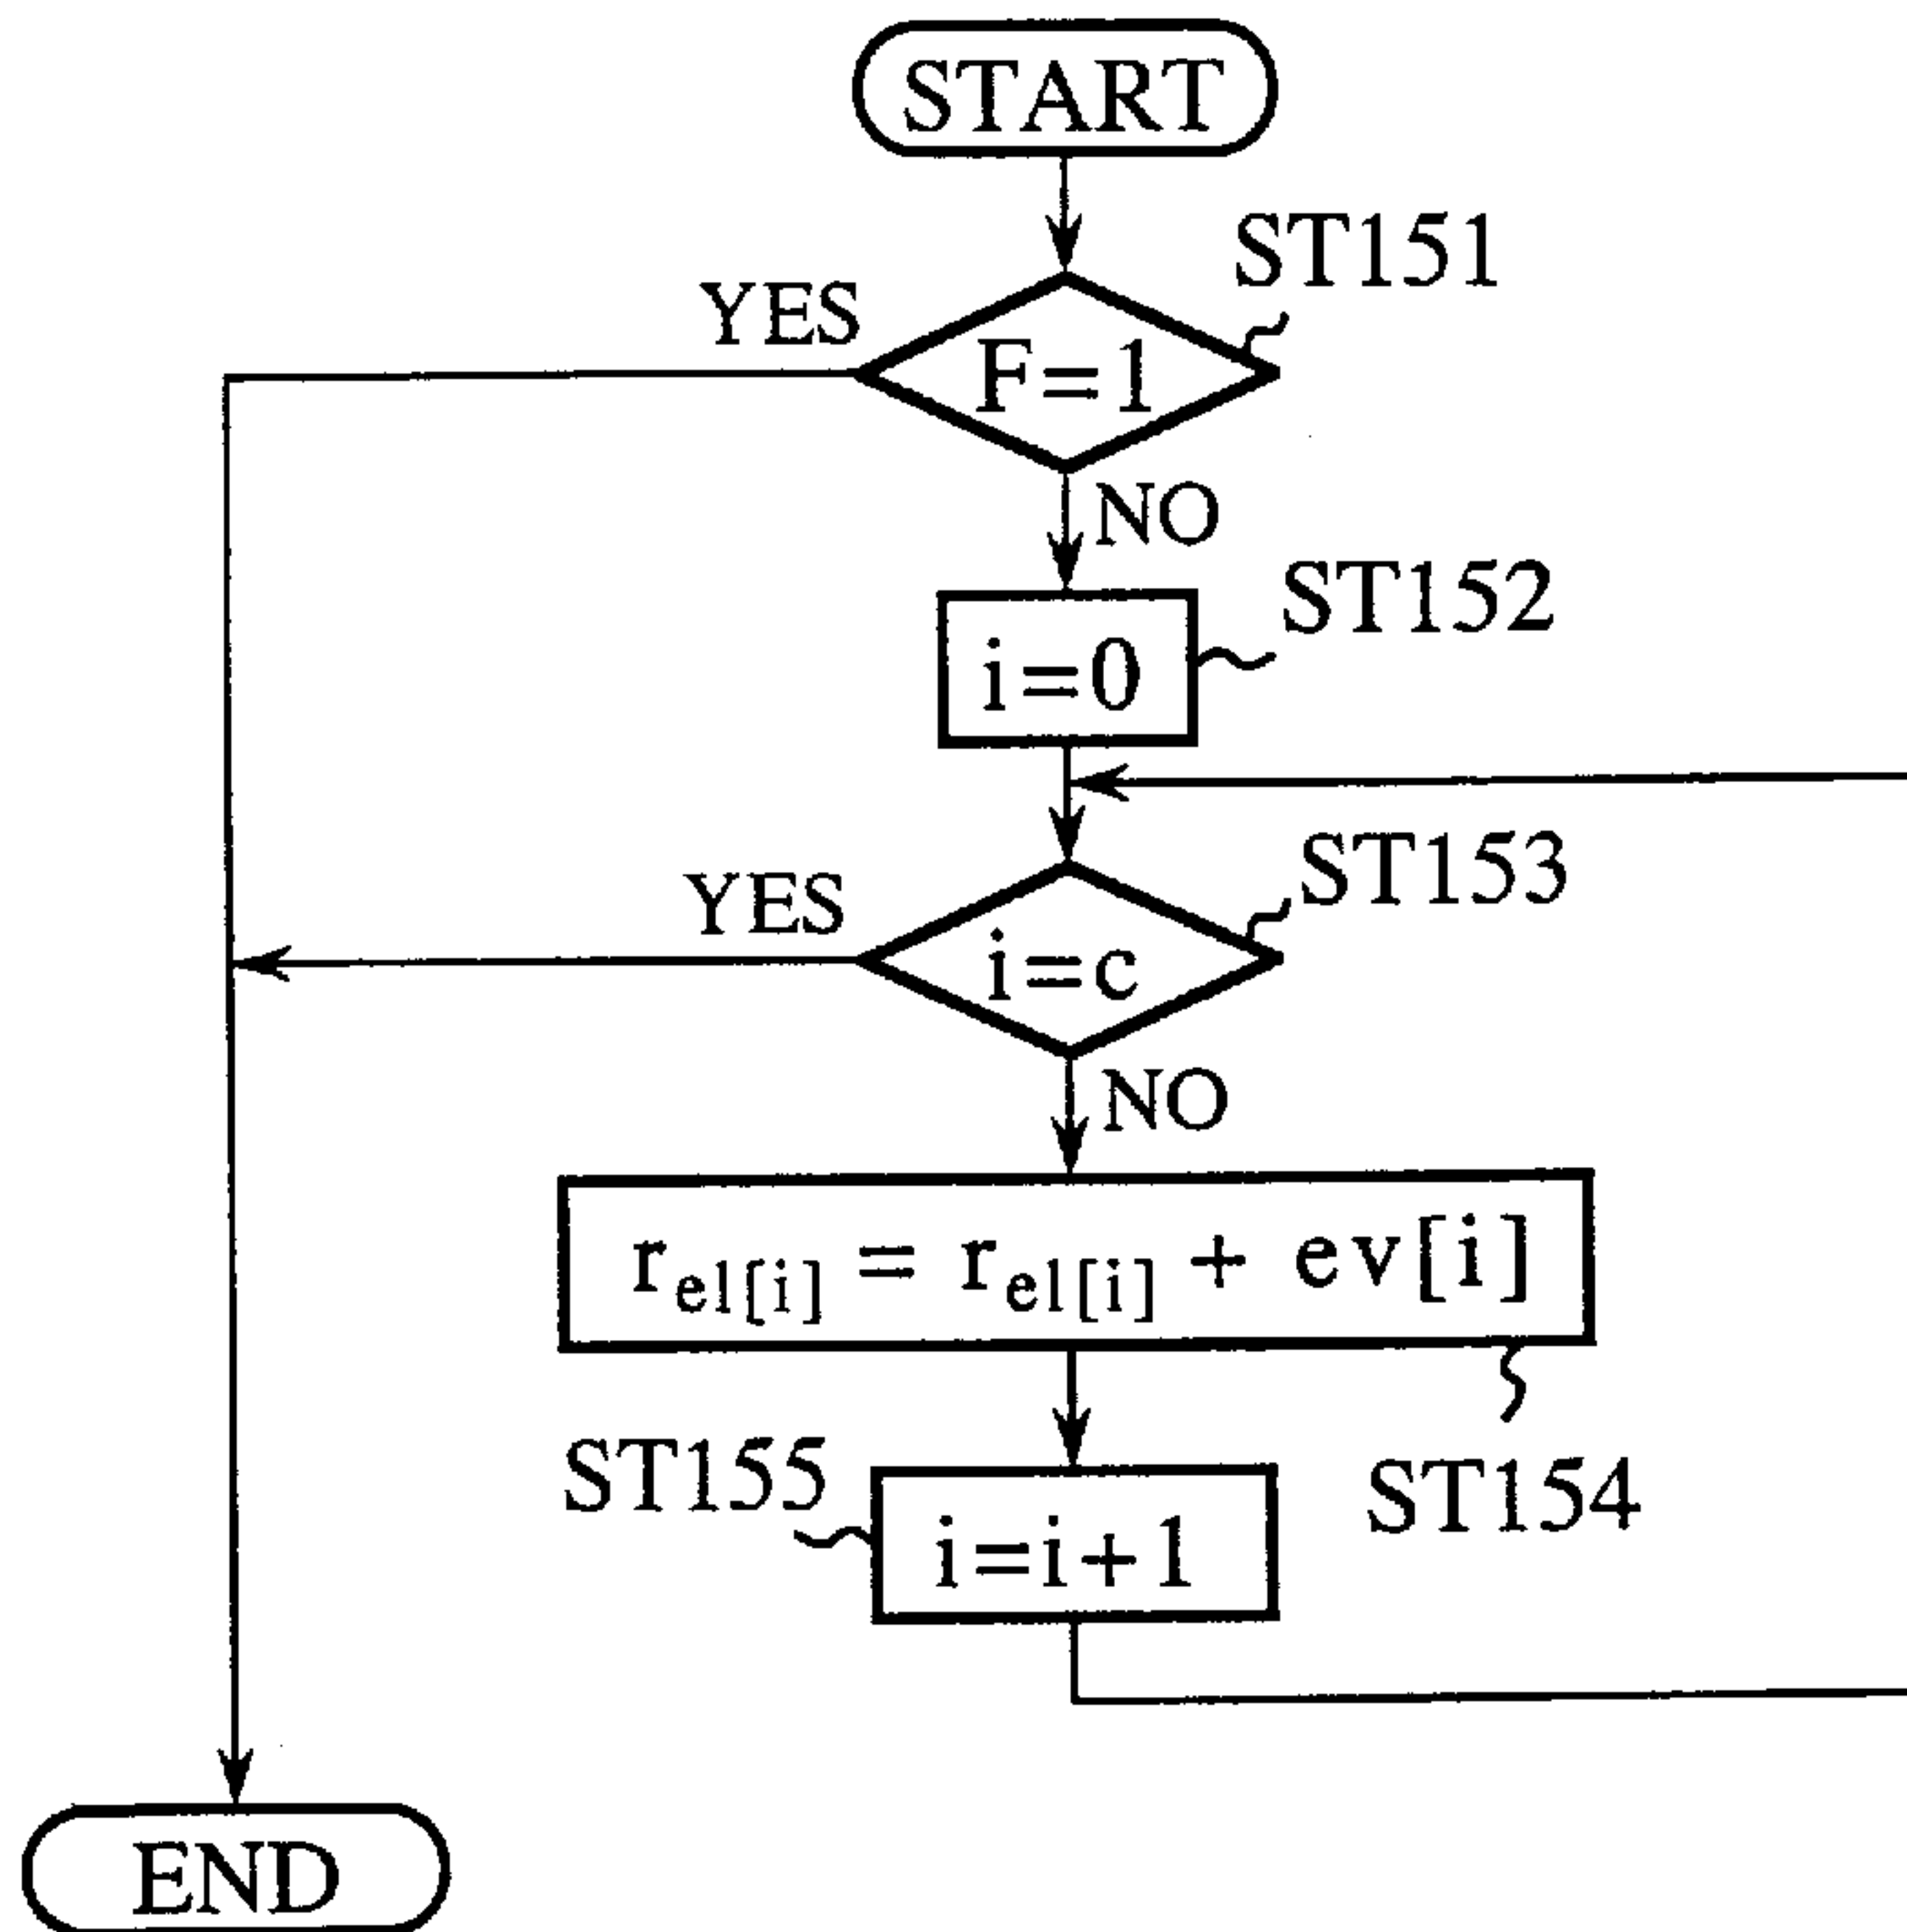 START
ST151
YES
F=1
NO
ST152
i=0
ST153
YES
i=c
NO
r_el[i] = r_el[i] + ev[i]
ST155
ST154
i=i+1
END